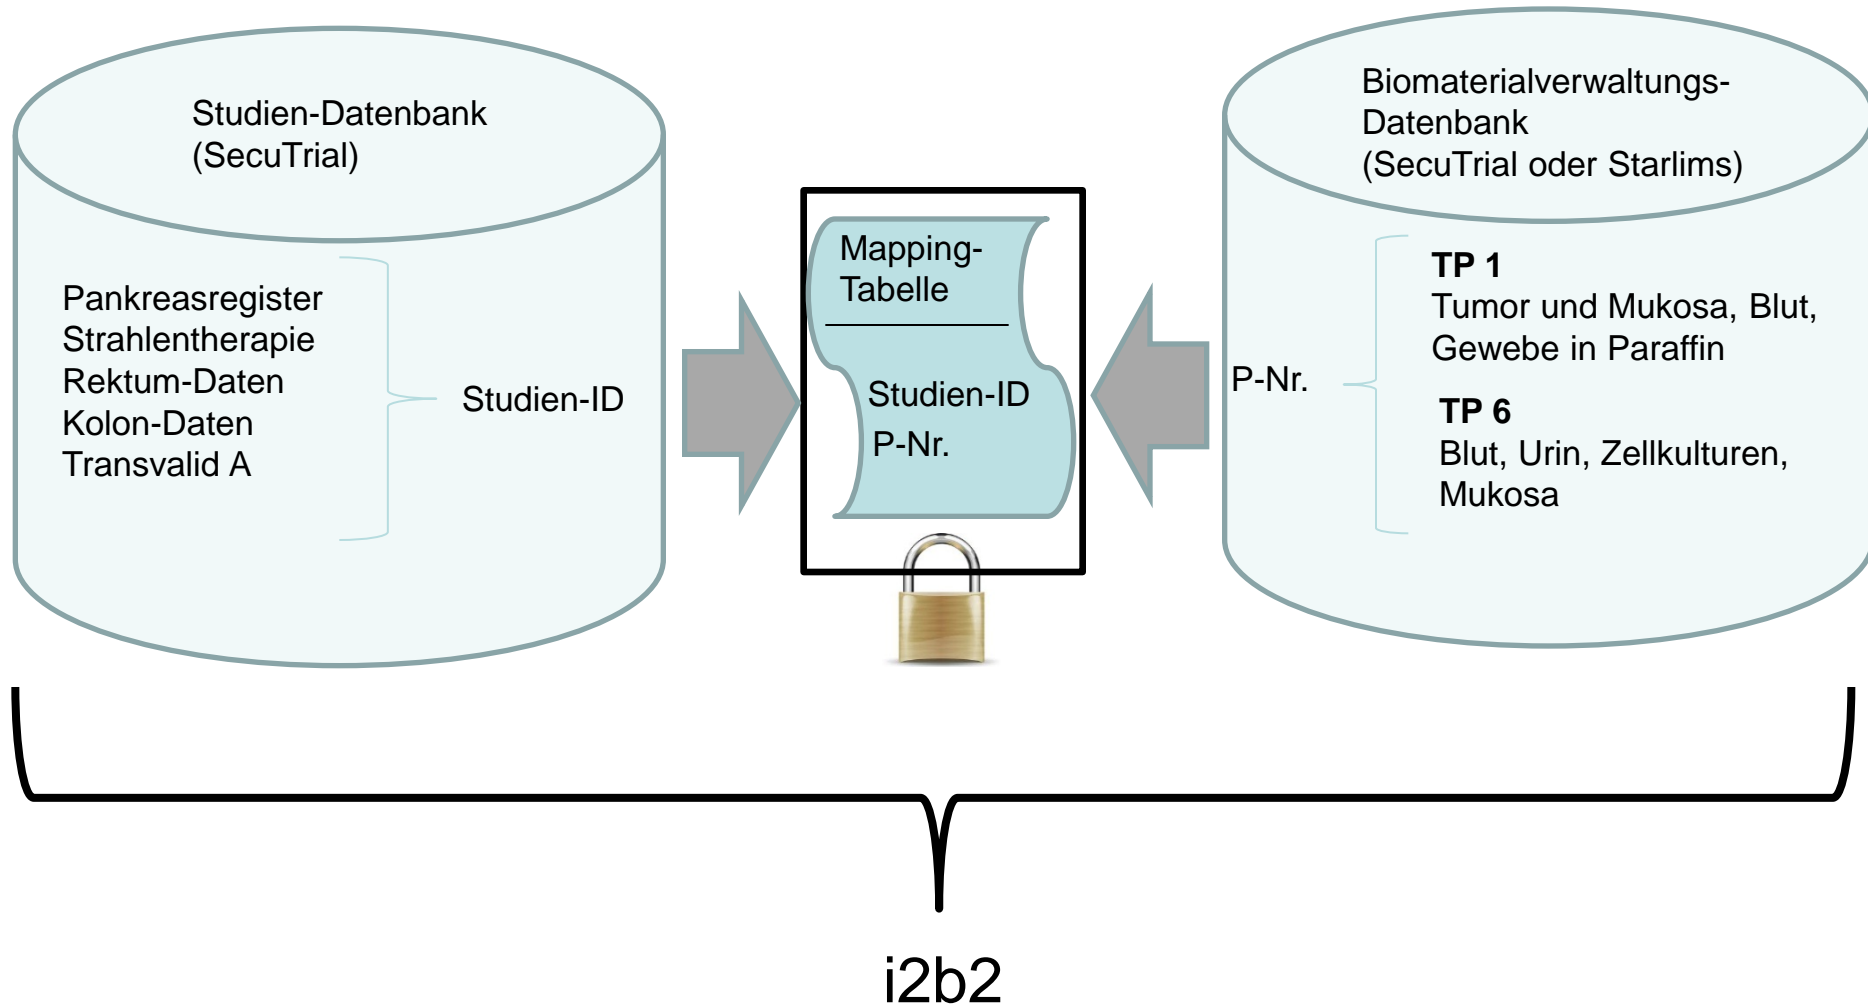 Studien-Datenbank
(SecuTrial)
Pankreasregister
Strahlentherapie
Rektum-Daten
Kolon-Daten
Transvalid A
Studien-ID
Mapping-
Tabelle
Studien-ID
P-Nr.
Biomaterialverwaltungs-
Datenbank
(SecuTrial oder Starlims)
P-Nr.
TP 1
Tumor und Mukosa, Blut,
Gewebe in Paraffin
TP 6
Blut, Urin, Zellkulturen,
Mukosa
i2b2